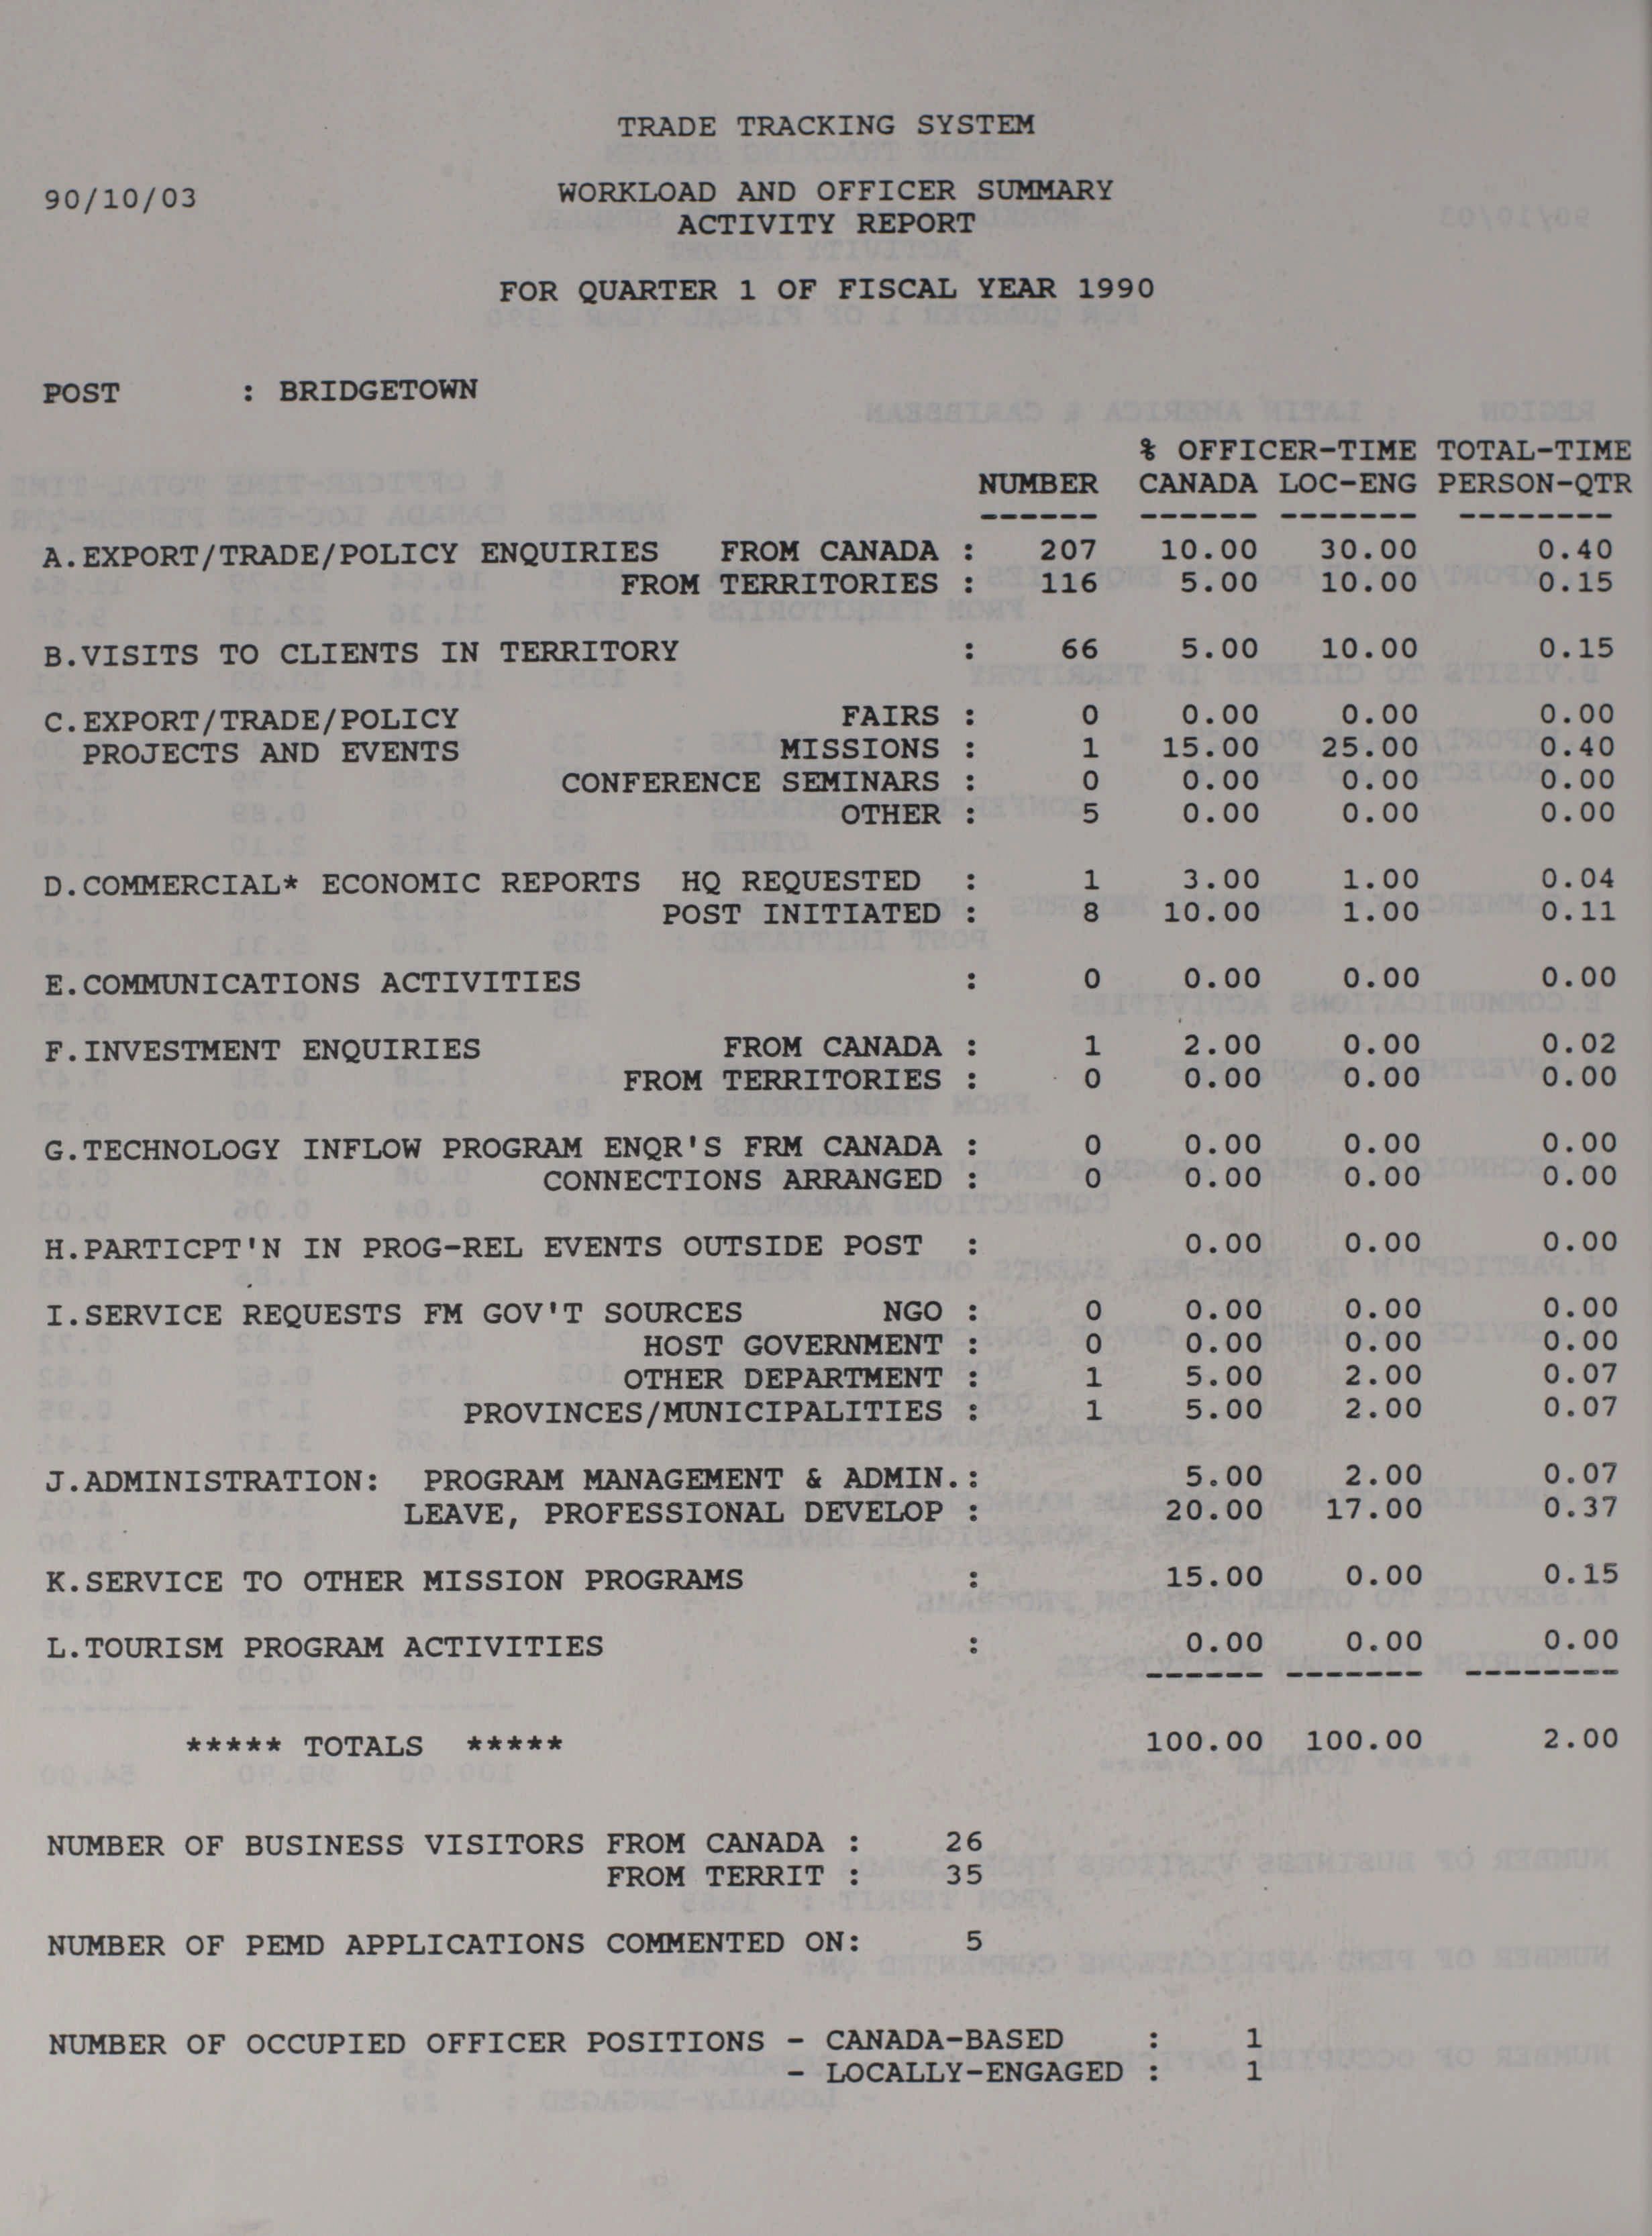 TRADE TRACKING SYSTEM
90/10/03 WORKLOAD AND OFFICER SUMMARY
ACTIVITY REPORT
FOR QUARTER 1 OF FISCAL YEAR 1990
POST : BRIDGETOWN
% OFFICER-TIME TOTAL-TIME
NUMBER CANADA LOC-ENG PERSON-QTR
------ ------ ------- --------
A.EXPORT/TRADE/POLICY ENQUIRIES FROM CANADA : 207 10.00 30.00 0.40
FROM TERRITORIES : 116 5.00 10.00 0.15
B.VISITS TO CLIENTS IN TERRITORY : 66 5.00 10.00 0.15
C.EXPORT/TRADE/POLICY FAIRS : 0 0.00 0.00 0.00
PROJECTS AND EVENTS MISSIONS : 1 15.00 25.00 0.40
CONFERENCE SEMINARS : 0 0.00 0.00 0.00
OTHER : 5 0.00 0.00 0.00
D.COMMERCIAL* ECONOMIC REPORTS HQ REQUESTED : 1 3.00 1.00 0.04
POST INITIATED : 8 10.00 1.00 0.11
E.COMMUNICATIONS ACTIVITIES : 0 0.00 0.00 0.00
F.INVESTMENT ENQUIRIES FROM CANADA : 1 2.00 0.00 0.02
FROM TERRITORIES : 0 0.00 0.00 0.00
G.TECHNOLOGY INFLOW PROGRAM ENQR'S FRM CANADA : 0 0.00 0.00 0.00
CONNECTIONS ARRANGED : 0 0.00 0.00 0.00
H.PARTICPT'N IN PROG-REL EVENTS OUTSIDE POST : 0.00 0.00 0.00
I.SERVICE REQUESTS FM GOV'T SOURCES NGO : 0 0.00 0.00 0.00
HOST GOVERNMENT : 0 0.00 0.00 0.00
OTHER DEPARTMENT : 1 5.00 2.00 0.07
PROVINCES/MUNICIPALITIES : 1 5.00 2.00 0.07
J.ADMINISTRATION: PROGRAM MANAGEMENT & ADMIN.: 5.00 2.00 0.07
LEAVE, PROFESSIONAL DEVELOP : 20.00 17.00 0.37
K.SERVICE TO OTHER MISSION PROGRAMS : 15.00 0.00 0.15
L.TOURISM PROGRAM ACTIVITIES : 0.00 0.00 0.00
------ ------- --------
***** TOTALS ***** 100.00 100.00 2.00
NUMBER OF BUSINESS VISITORS FROM CANADA : 26
FROM TERRIT : 35
NUMBER OF PEMD APPLICATIONS COMMENTED ON: 5
NUMBER OF OCCUPIED OFFICER POSITIONS - CANADA-BASED : 1
- LOCALLY-ENGAGED : 1